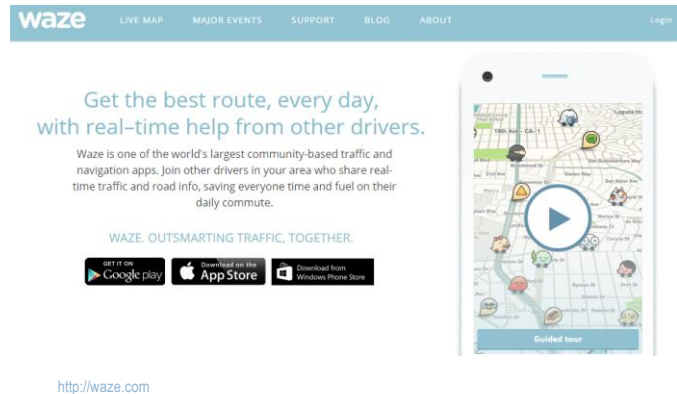 waze
LIVE MAP
MAJOR EVENTS
SUPPORT
BLOG
ABOUT
Login
Get the best route, every day,
with real–time help from other drivers.
Waze is one of the world's largest community-based traffic and
navigation apps. Join other drivers in your area who share real-
time traffic and road info, saving everyone time and fuel on their
daily commute.
WAZE. OUTSMARTING TRAFFIC, TOGETHER.
GET IT ON
Google play
Download on the
App Store
Download from
Windows Phone Store
19th Ave - CA-1
Guided tour
http://waze.com